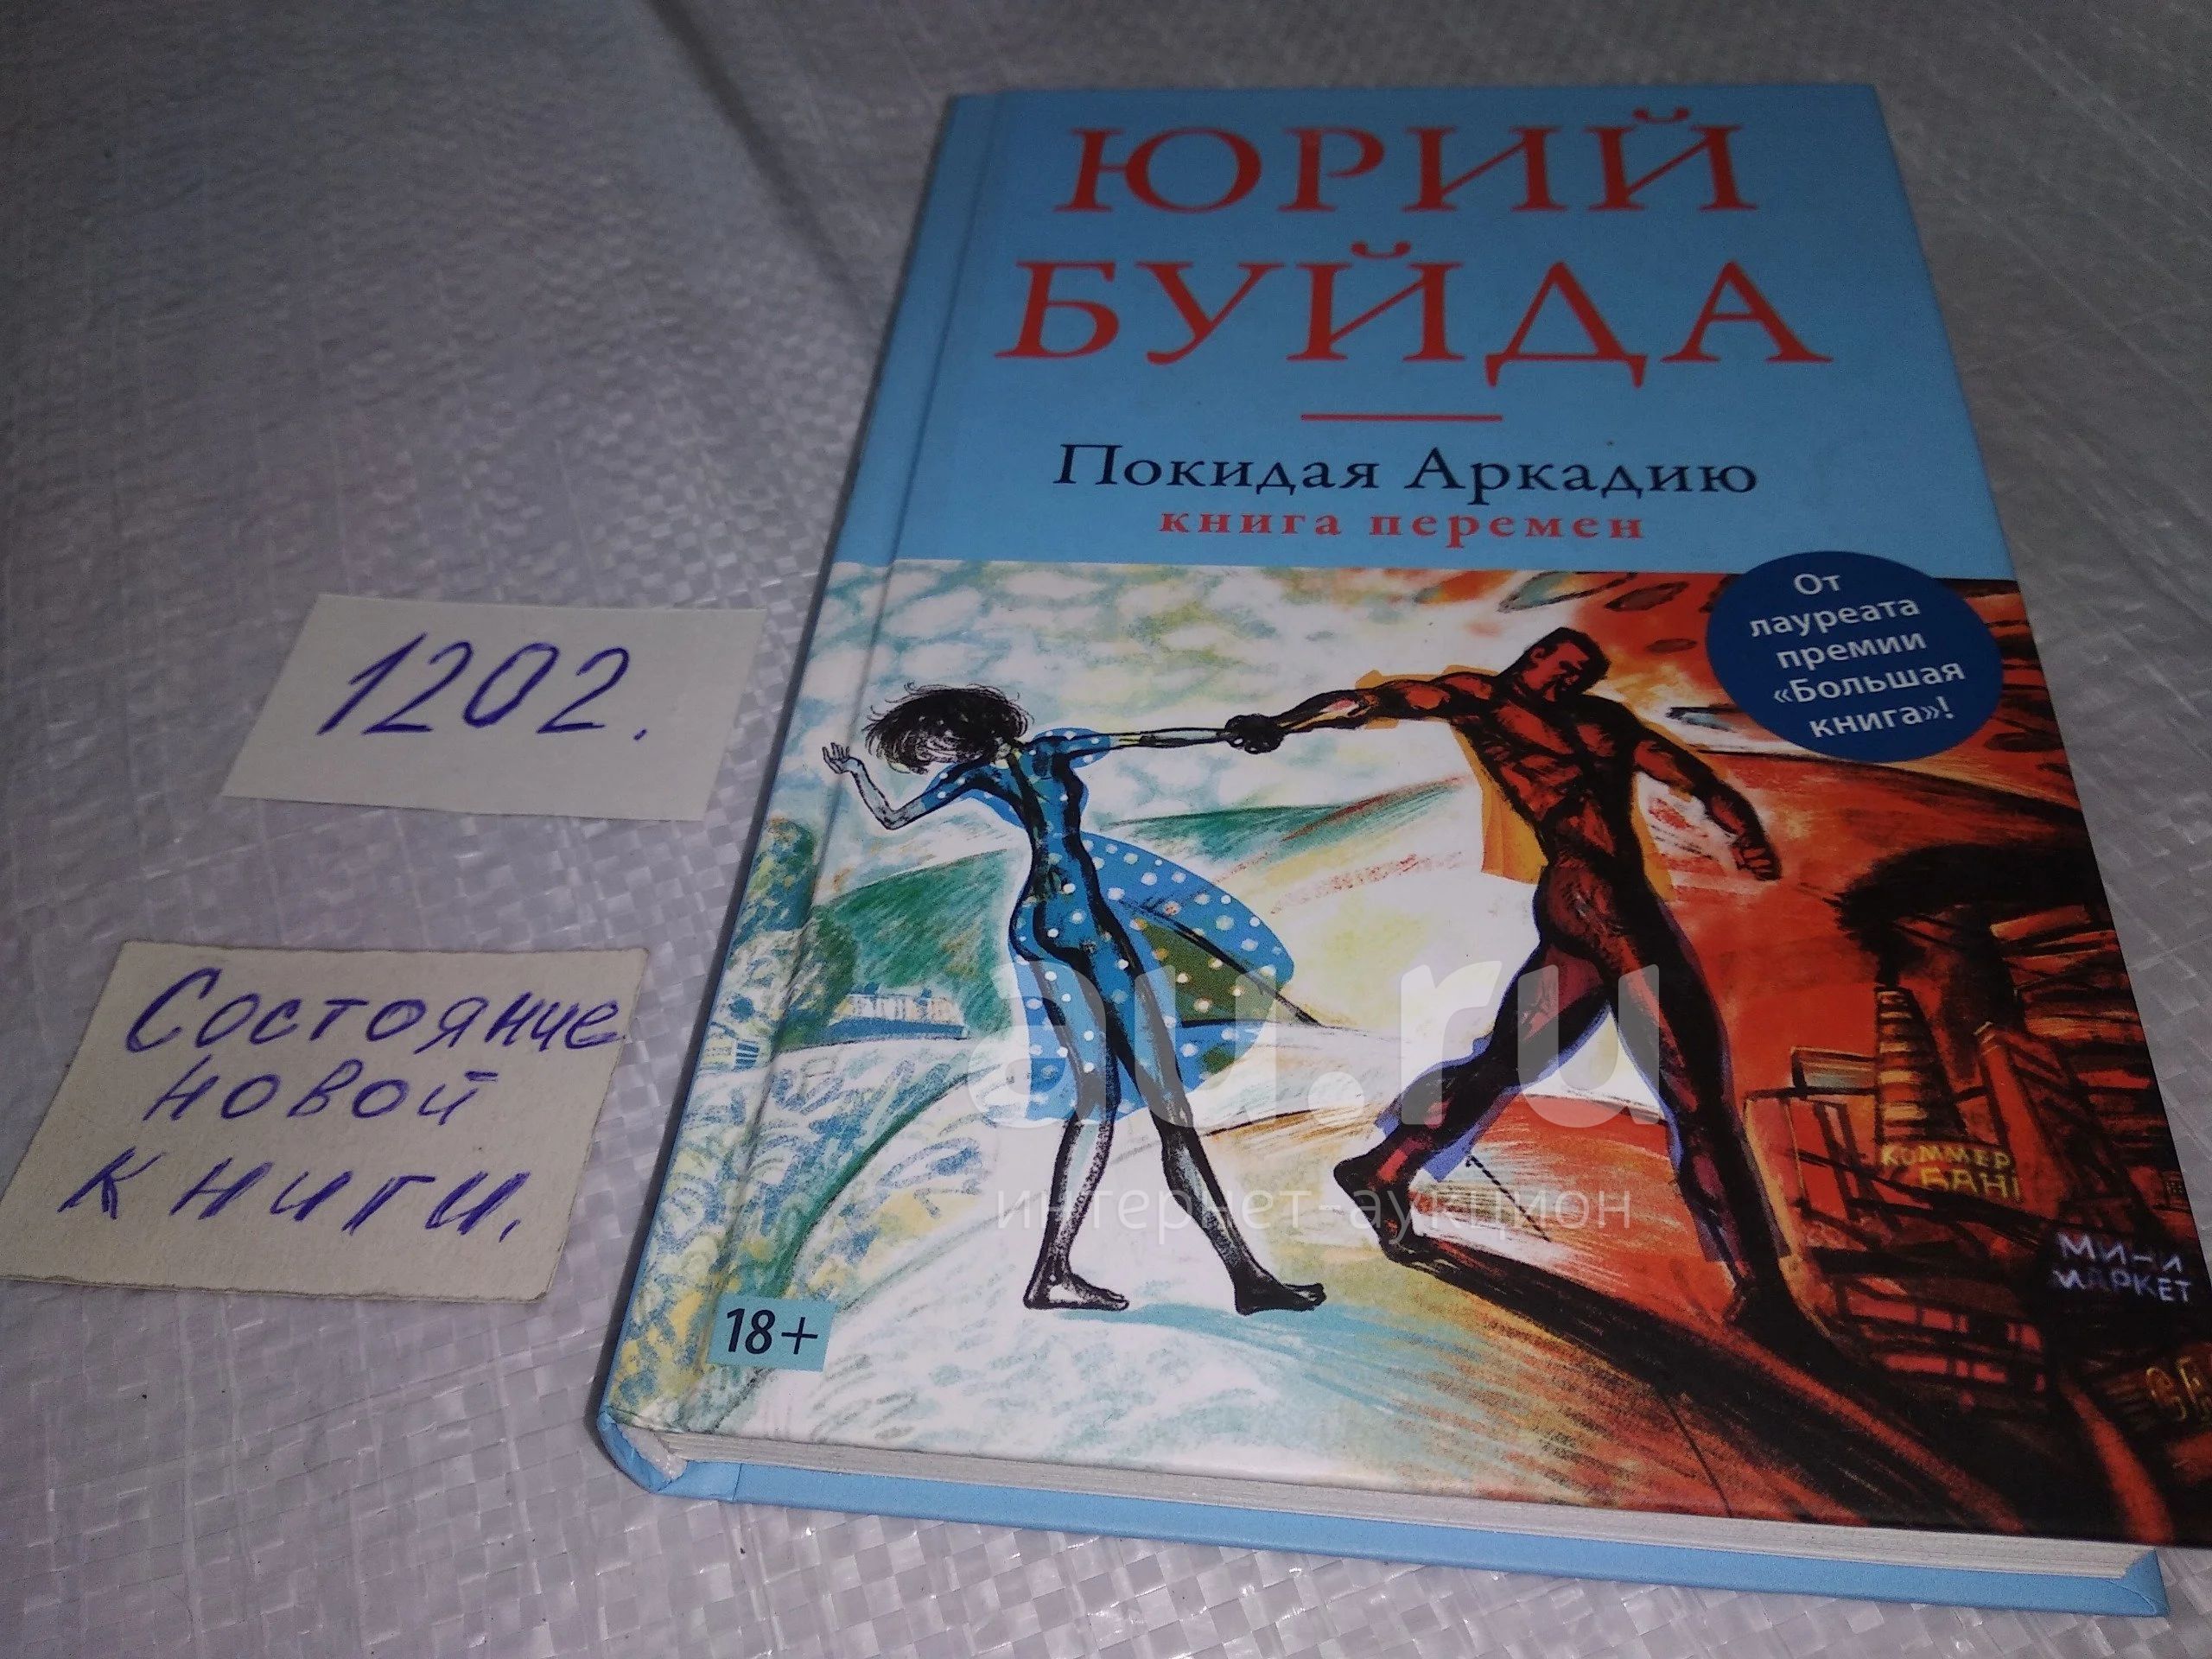 ЮРИЙ
БУЙДА
Покидая Аркадию
книга перемен
От
лауреата
премии
«Большая
книга»!
1202.
Состояние
новой
книги.
au.ru
интернет-аукцион
КОММЕР
БАН
МИНИ
МАРКЕТ
18+